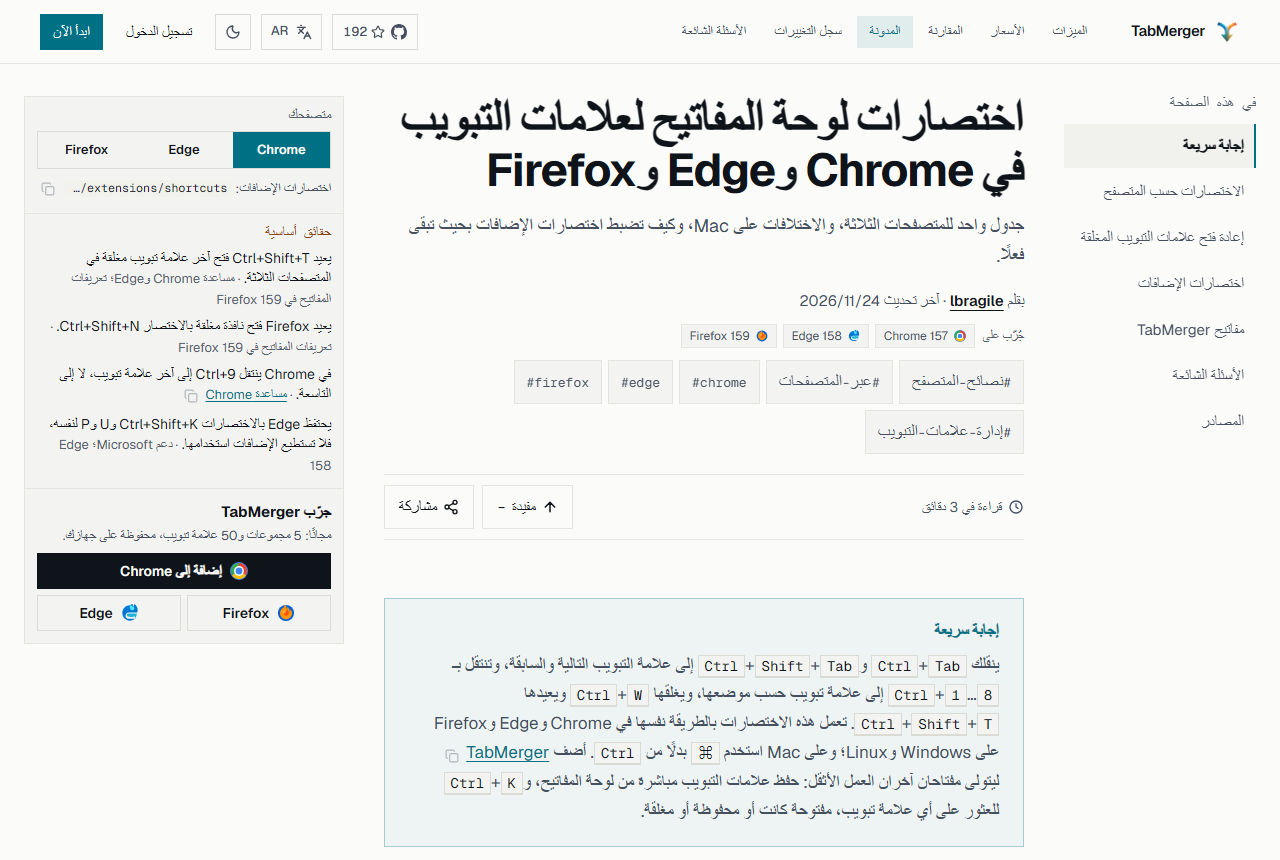 TabMerger
الميزات
الأسعار
المقارنة
المدونة
سجل التغييرات
الأسئلة الشائعة
192
AR
تسجيل الدخول
ابدأ الآن
في هذه الصفحة
إجابة سريعة
الاختصارات حسب المتصفح
إعادة فتح علامات التبويب المغلقة
اختصارات الإضافات
مفاتيح TabMerger
الأسئلة الشائعة
المصادر
اختصارات لوحة المفاتيح لعلامات التبويب
في Chrome وEdge وFirefox
جدول واحد للمتصفحات الثلاثة، والاختلافات على Mac، وكيف تضبط اختصارات الإضافات بحيث تبقى
فعلًا.
بقلم lbragile · آخر تحديث 2026/11/24
جُرّب على Chrome 157 Edge 158 Firefox 159
#نصائح-المتصفح #عبر-المتصفحات #chrome #edge #firefox
#إدارة-علامات-التبويب
قراءة في 3 دقائق
مفيدة –
مشاركة
إجابة سريعة
ينقلك Ctrl+Tab و Ctrl+Shift+Tab إلى علامة التبويب التالية والسابقة، وتنتقل بـ
Ctrl+1…8 إلى علامة تبويب حسب موضعها، ويغلقها Ctrl+W ويعيدها
Ctrl+Shift+T. تعمل هذه الاختصارات بالطريقة نفسها في Chrome وEdge وFirefox
على Windows وLinux؛ وعلى Mac استخدم ⌘ بدلًا من Ctrl. أضف TabMerger
ليتولى مفتاحان آخران العمل الأثقل: حفظ علامات التبويب مباشرة من لوحة المفاتيح، و Ctrl+K
للعثور على أي علامة تبويب، مفتوحة كانت أو محفوظة أو مغلقة.
متصفحك
Chrome
Edge
Firefox
اختصارات الإضافات: …/extensions/shortcuts
حقائق أساسية
يعيد Ctrl+Shift+T فتح آخر علامة تبويب مغلقة في
المتصفحات الثلاثة. · مساعدة Chrome وEdge؛ تعريفات
المفاتيح في Firefox 159
يعيد Firefox فتح نافذة مغلقة بالاختصار Ctrl+Shift+N. ·
تعريفات المفاتيح في Firefox 159
في Chrome ينتقل Ctrl+9 إلى آخر علامة تبويب، لا إلى
التاسعة. · مساعدة Chrome
يحتفظ Edge بالاختصارات Ctrl+Shift+K وU وP لنفسه،
فلا تستطيع الإضافات استخدامها. · دعم Microsoft؛ Edge
158
جرّب TabMerger
مجانًا: 5 مجموعات و50 علامة تبويب، محفوظة على جهازك.
إضافة إلى Chrome
Firefox
Edge